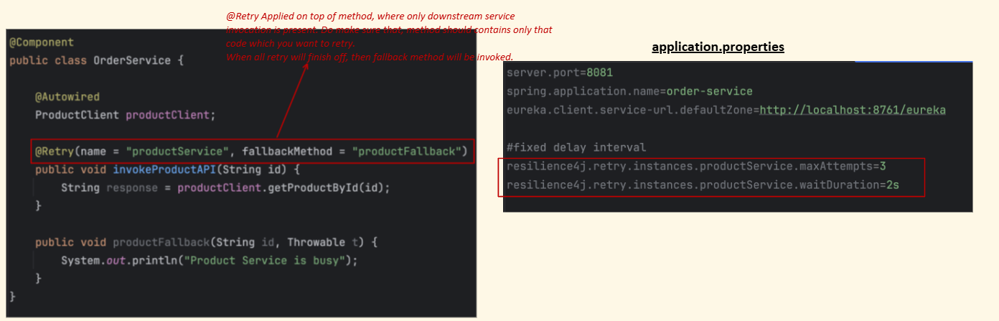 @Retry Applied on top of method, where only downstream service
invocation is present. Do make sure that, method should contains only that
code which you want to retry.
When all retry will finish off, then fallback method will be invoked.
@Component
public class OrderService {
@Autowired
ProductClient productClient;
@Retry(name = "productService", fallbackMethod = "productFallback")
public void invokeProductAPI(String id) {
String response = productClient.getProductById(id);
}
public void productFallback(String id, Throwable t) {
System.out.println("Product Service is busy");
}
}
application.properties
server.port=8081
spring.application.name=order-service
eureka.client.service-url.defaultZone=http://localhost:8761/eureka
#fixed delay interval
resilience4j.retry.instances.productService.maxAttempts=3
resilience4j.retry.instances.productService.waitDuration=2s